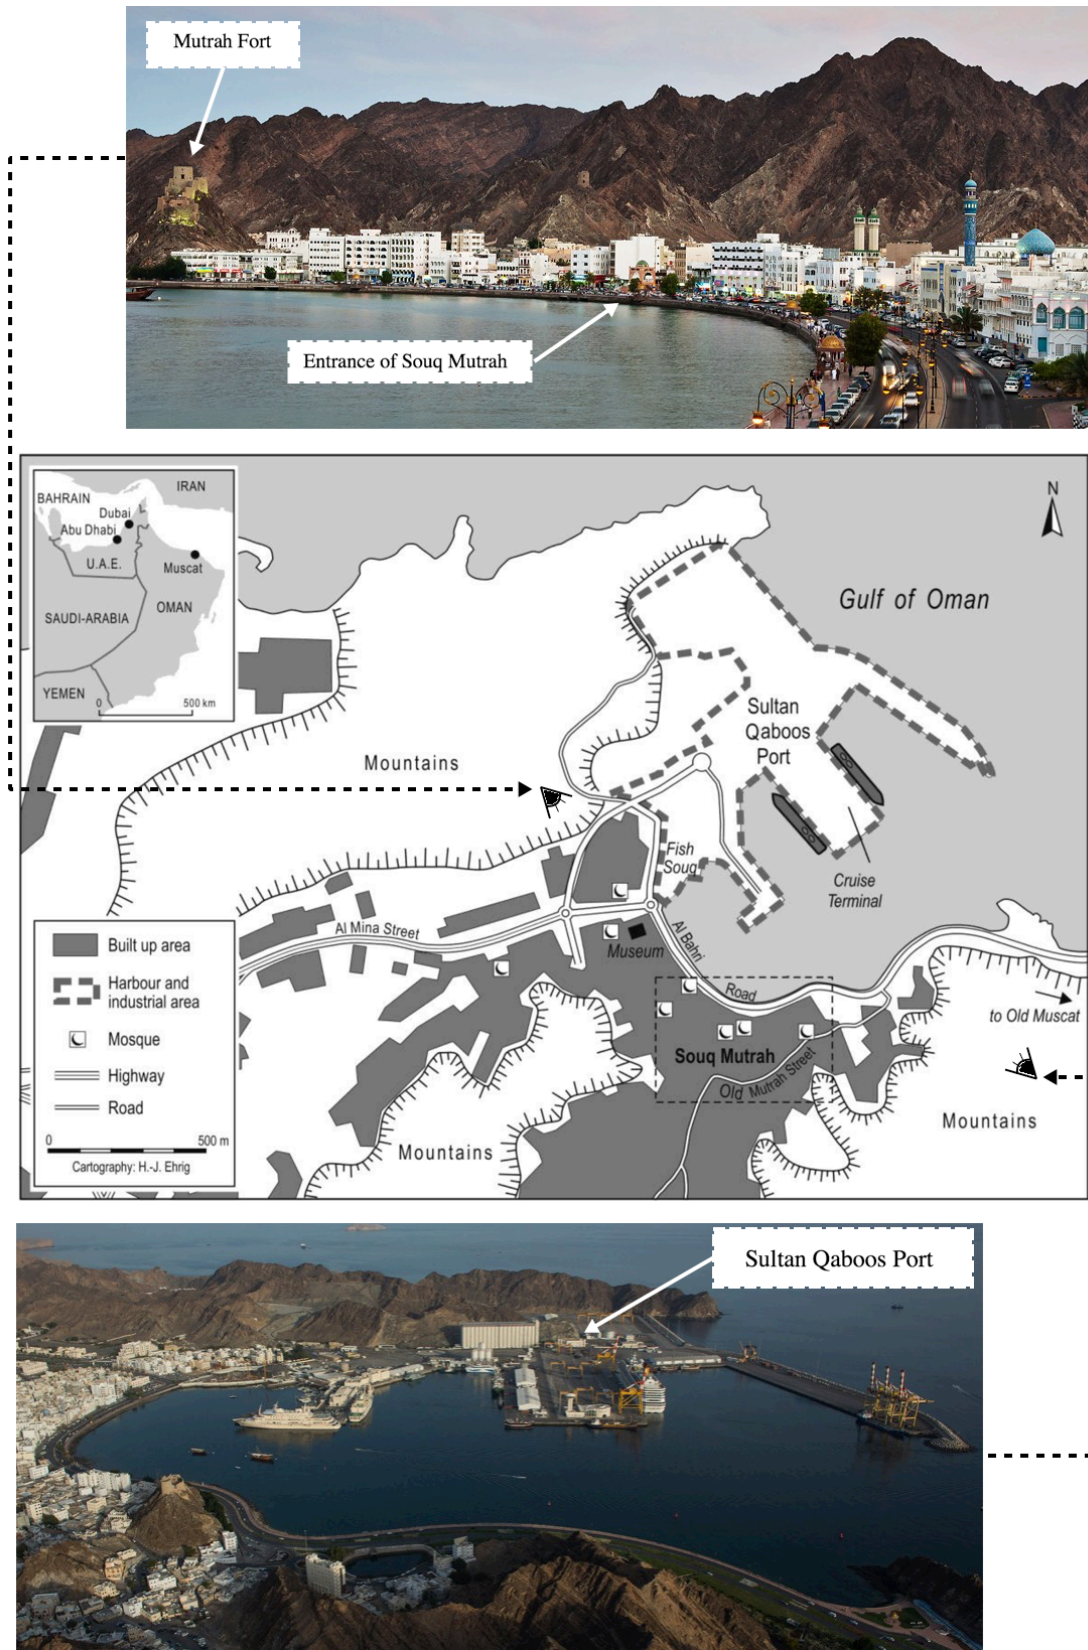 Mutrah Fort
Entrance of Souq Mutrah
BAHRAIN
IRAN
Dubai
Abu Dhabi
U.A.E.
Muscat
SAUDI-ARABIA
OMAN
YEMEN
0 500 km
N
Gulf of Oman
Mountains
Sultan
Qaboos
Port
Fish
Souq
Cruise
Terminal
Al Mina Street
Museum
Al Bahri
Road
to Old Muscat
Souq Mutrah
Old Mutrah Street
Mountains
Mountains
Built up area
Harbour and
industrial area
Mosque
Highway
Road
0 500 m
Cartography: H.-J. Ehrig
Sultan Qaboos Port